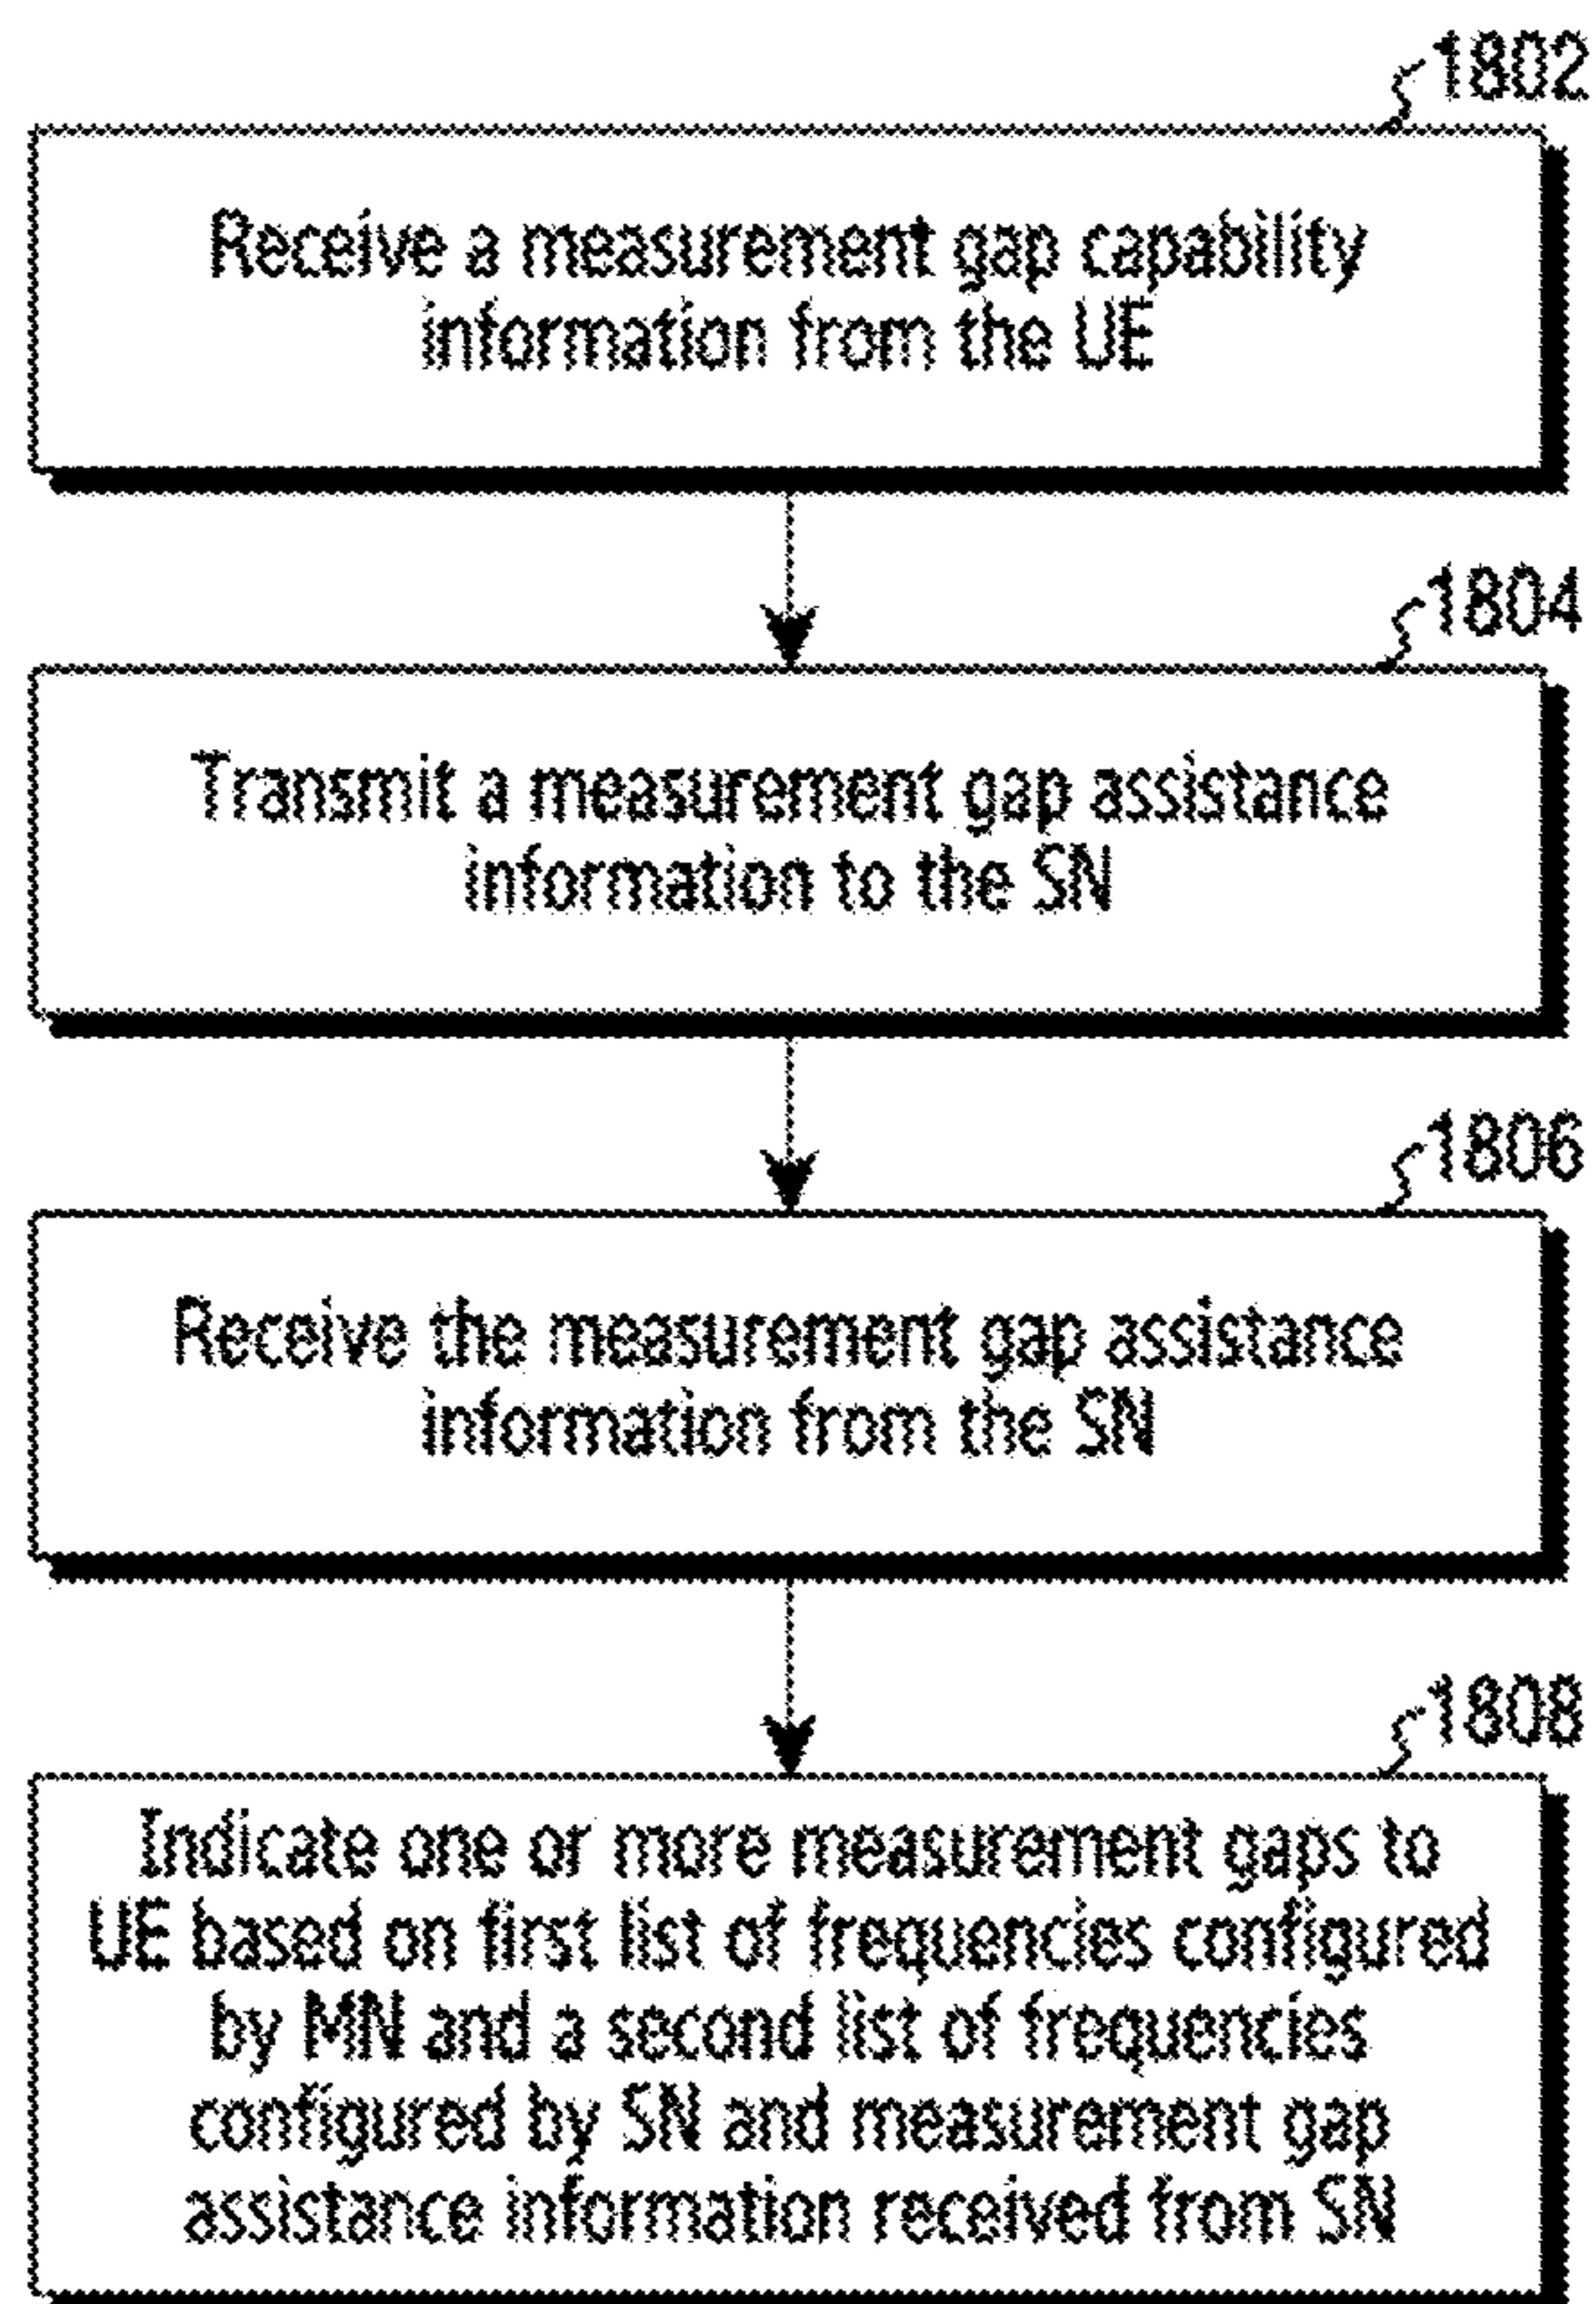 1802
Receive a measurement gap capability
information from the UE
1804
Transmit a measurement gap assistance
information to the SN
1806
Receive the measurement gap assistance
information from the SN
1808
Indicate one or more measurement gaps to
UE based on first list of frequencies configured
by MN and a second list of frequencies
configured by SN and measurement gap
assistance information received from SN